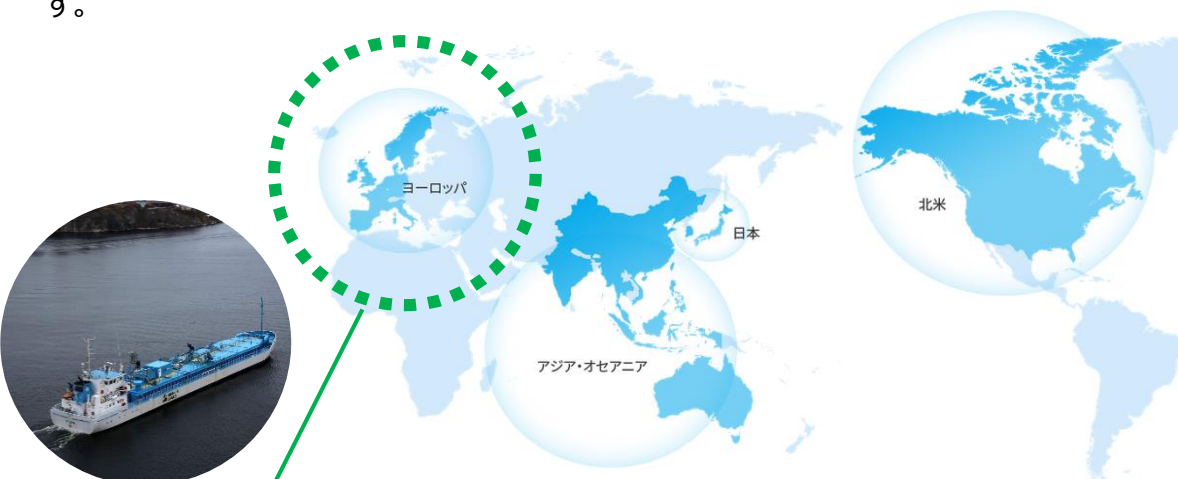 す。
ヨーロッパ
日本
北米
アジア・オセアニア